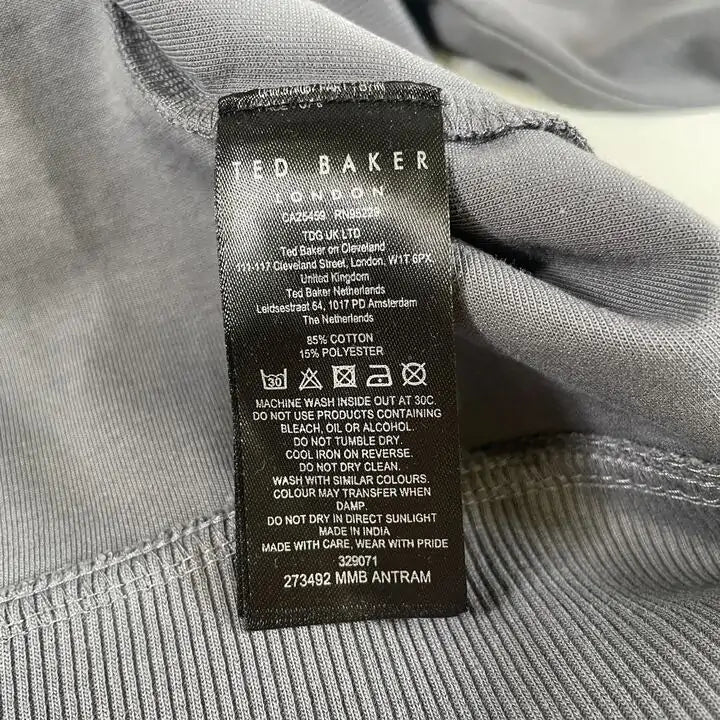 TED BAKER
LONDON
CA25459 RN95229
TDG UK LTD
Ted Baker on Cleveland
111-117 Cleveland Street, London. W1T 6PX
United Kingdom
Ted Baker Netherlands
Leidsestraat 64, 1017 PD Amsterdam
The Netherlands
85% COTTON
15% POLYESTER
30
MACHINE WASH INSIDE OUT AT 30C.
DO NOT USE PRODUCTS CONTAINING
BLEACH, OIL OR ALCOHOL.
DO NOT TUMBLE DRY.
COOL IRON ON REVERSE.
DO NOT DRY CLEAN.
WASH WITH SIMILAR COLOURS.
COLOUR MAY TRANSFER WHEN
DAMP.
DO NOT DRY IN DIRECT SUNLIGHT
MADE IN INDIA
MADE WITH CARE, WEAR WITH PRIDE
329071
273492 MMB ANTRAM